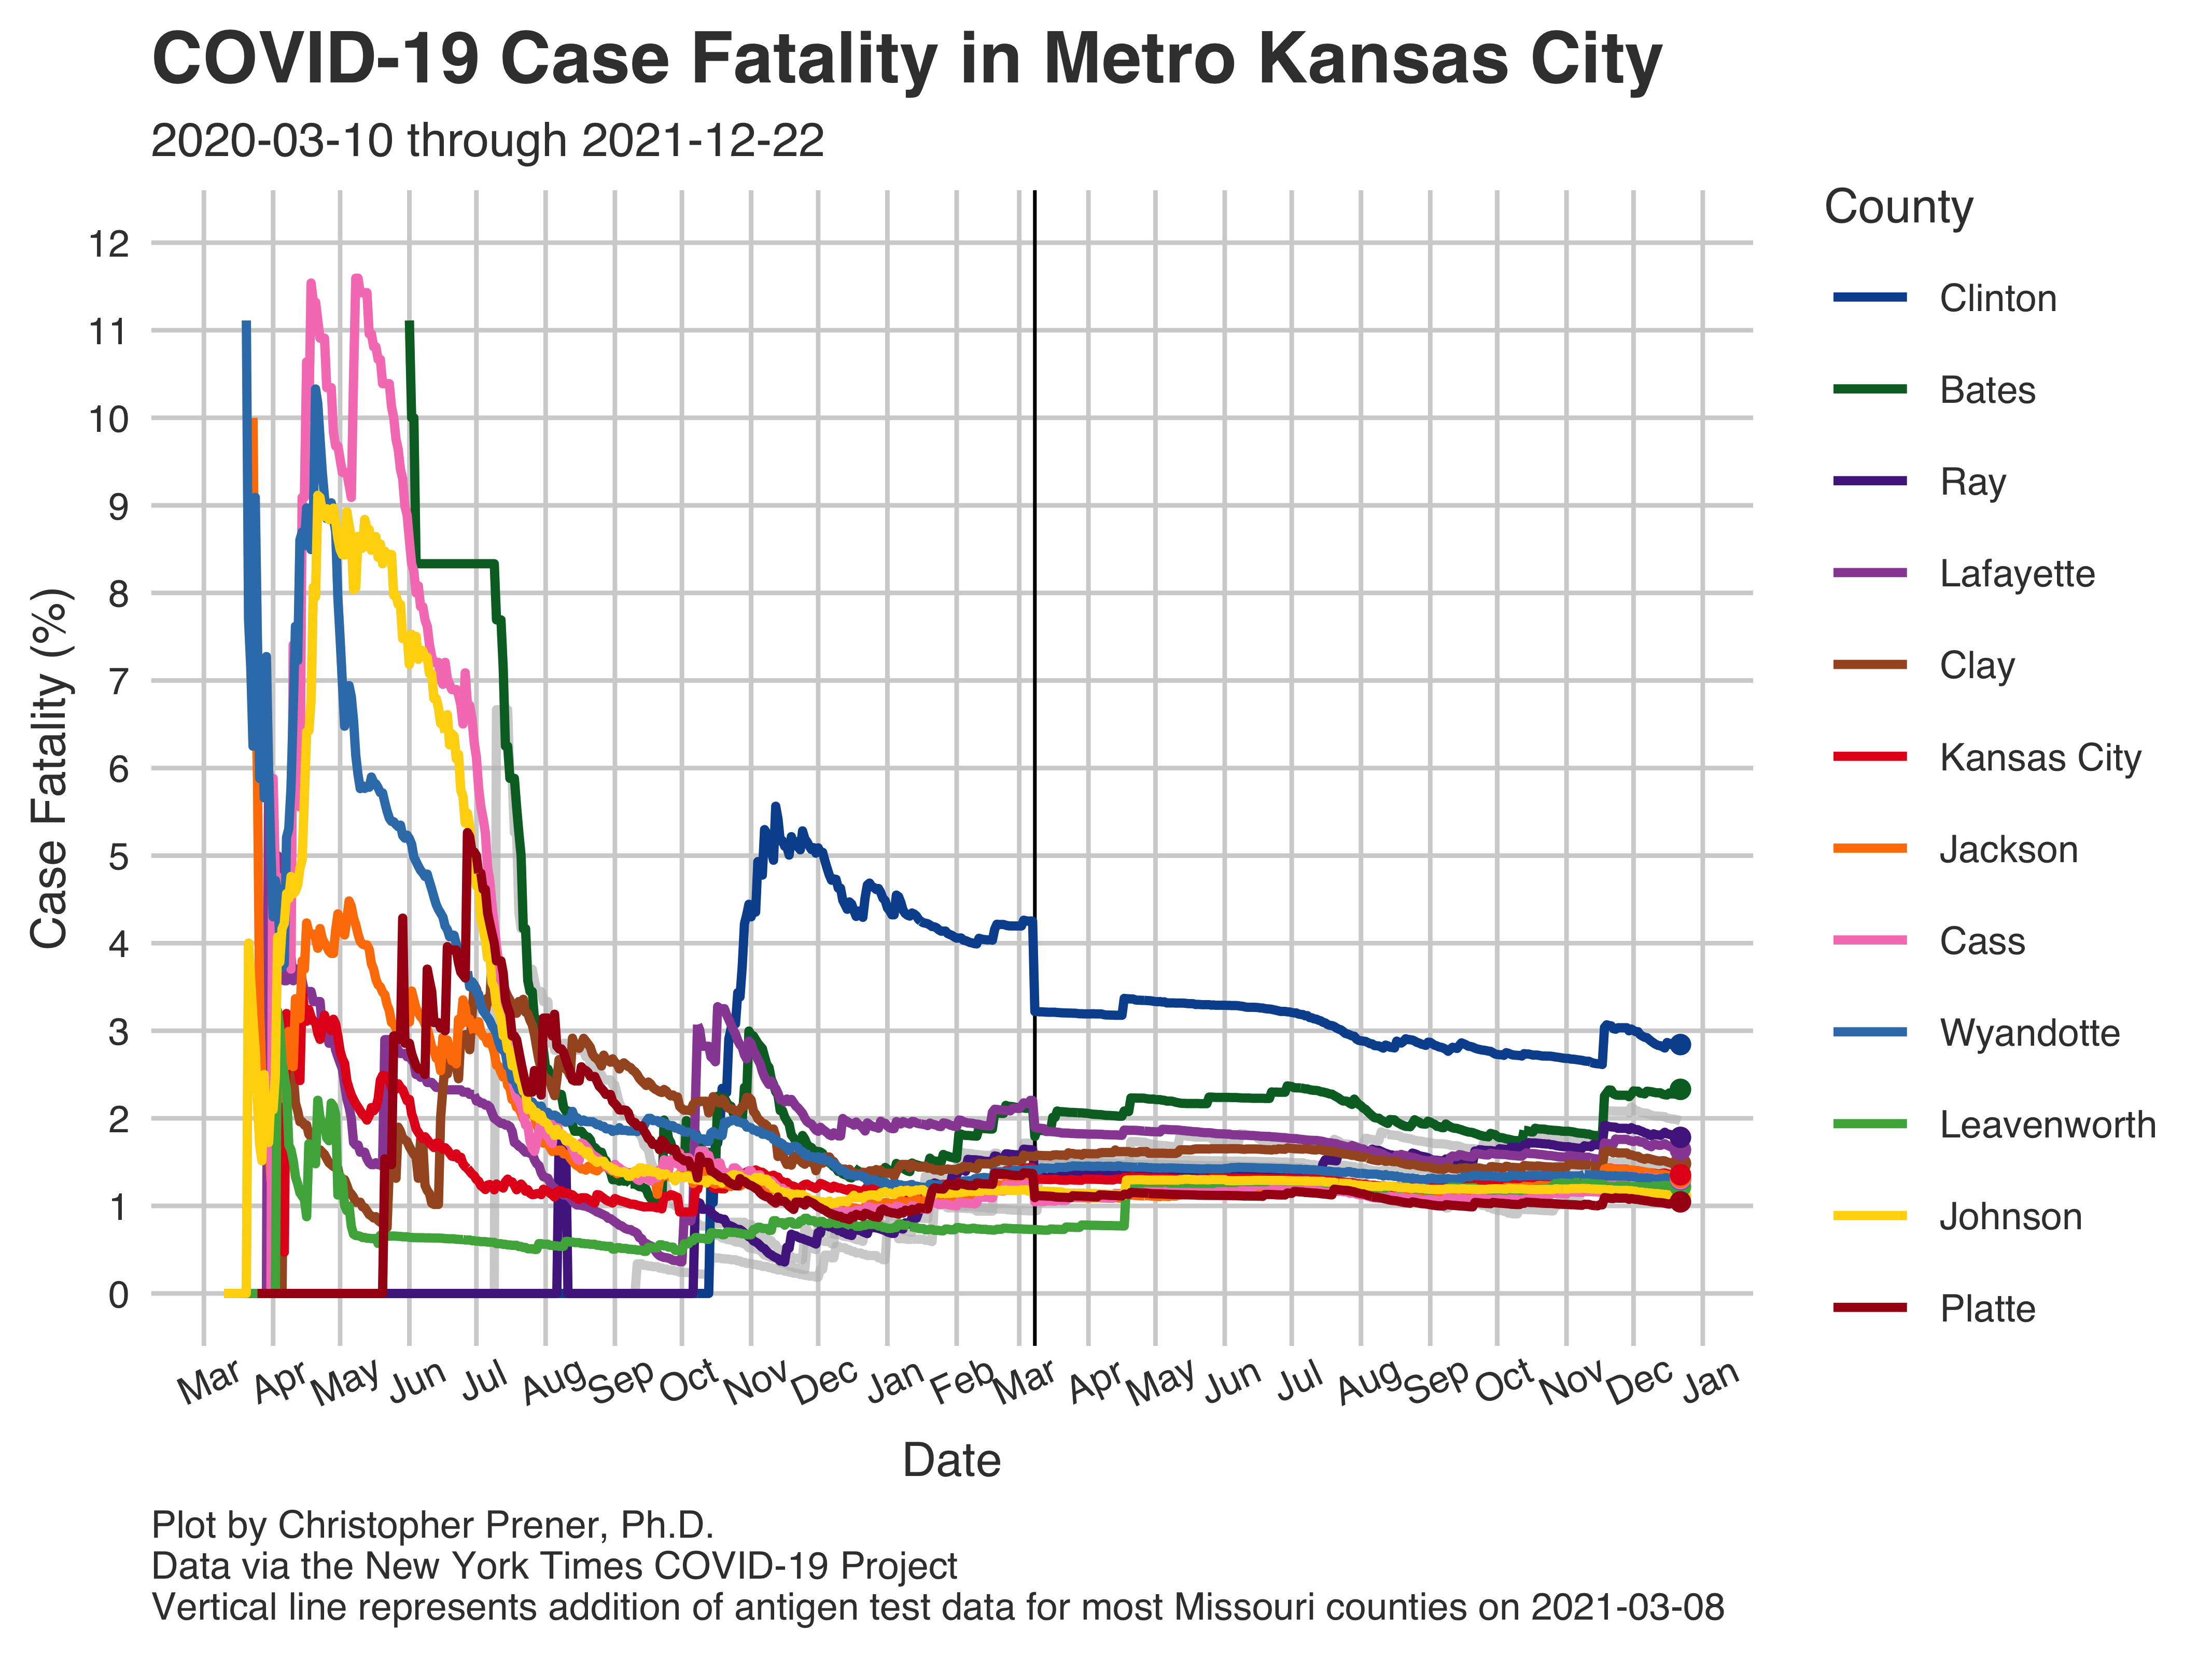 COVID-19 Case Fatality in Metro Kansas City
2020-03-10 through 2021-12-22
Case Fatality (%)
12
11
10
9
8
7
6
5
4
3
2
1
0
Mar Apr May Jun Jul Aug Sep Oct Nov Dec Jan Feb Mar Apr May Jun Jul Aug Sep Oct Nov Dec Jan
Date
County
Clinton
Bates
Ray
Lafayette
Clay
Kansas City
Jackson
Cass
Wyandotte
Leavenworth
Johnson
Platte
Plot by Christopher Prener, Ph.D.
Data via the New York Times COVID-19 Project
Vertical line represents addition of antigen test data for most Missouri counties on 2021-03-08